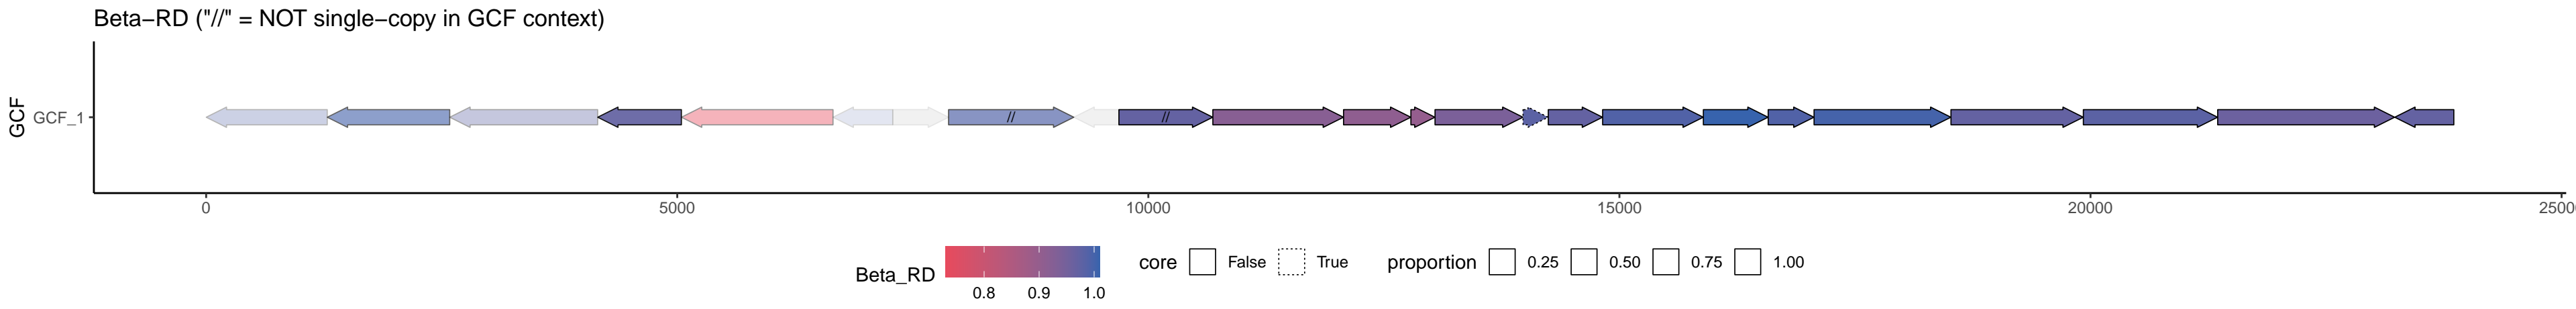 Beta−RD ("//" = NOT single−copy in GCF context)
GCF
GCF_1
// //
0 5000 10000 15000 20000 2500
Beta_RD
0.8 0.9 1.0
core False True
proportion 0.25 0.50 0.75 1.00